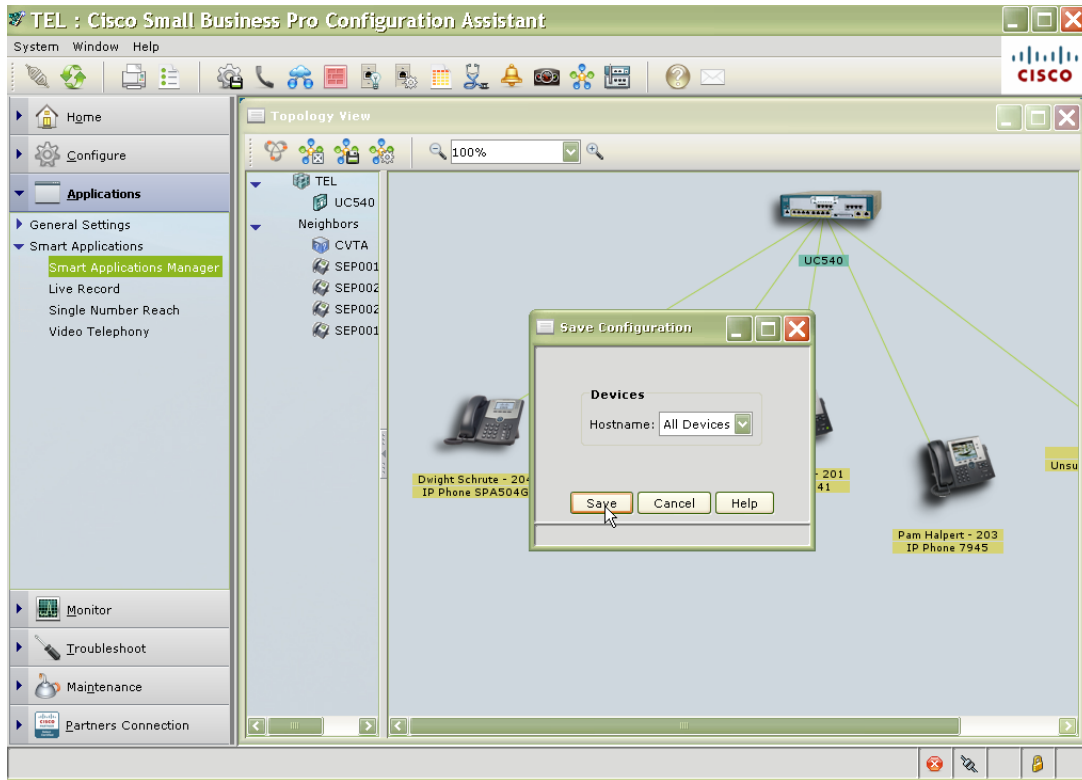 TEL : Cisco Small Business Pro Configuration Assistant
System Window Help
CISCO
Home
Configure
Applications
General Settings
Smart Applications
Smart Applications Manager
Live Record
Single Number Reach
Video Telephony
Monitor
Troubleshoot
Maintenance
Partners Connection
Topology View
100%
TEL
UC540
Neighbors
CVTA
SEP001
SEP002
SEP002
SEP001
UC540
Dwight Schrute - 204
IP Phone SPA504G
- 201
41
Pam Halpert - 203
IP Phone 7945
Unsu
Save Configuration
Devices
Hostname: All Devices
Save Cancel Help